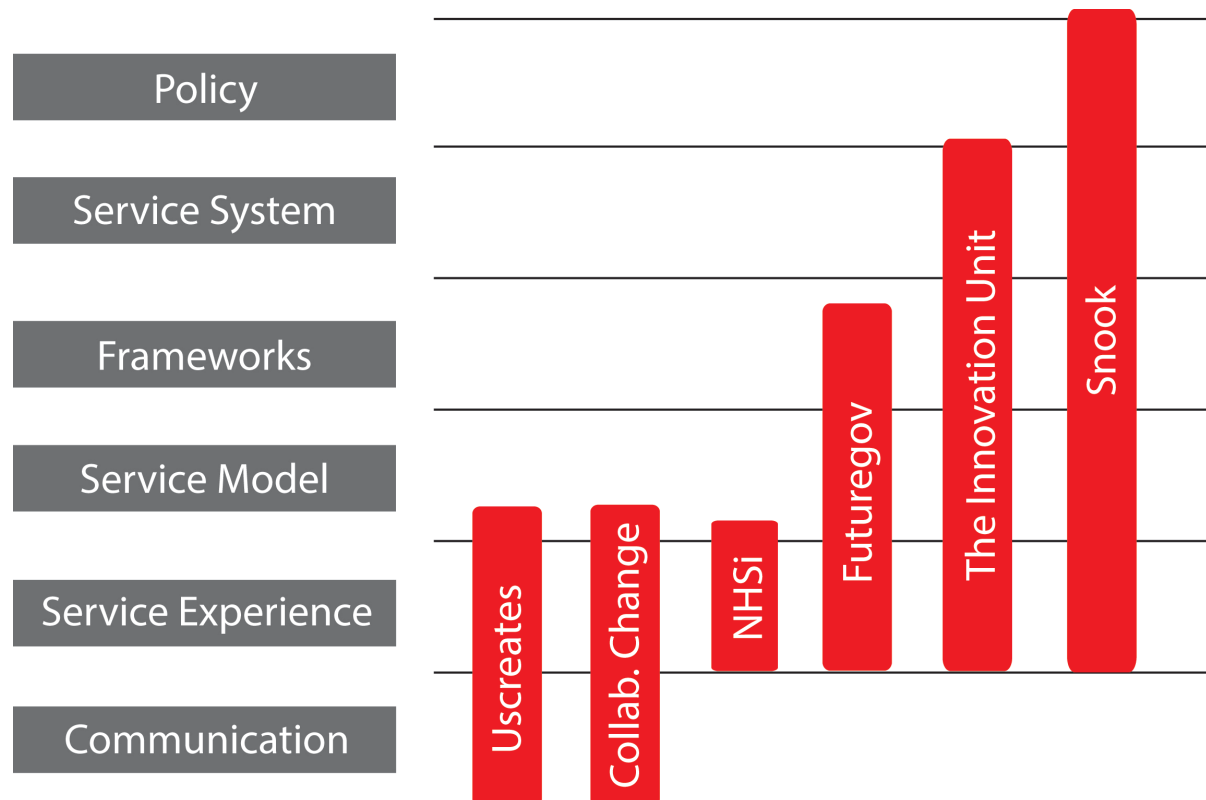 Policy
Service System
Frameworks
Service Model
Service Experience
Communication
Uscreates
Collab. Change
NHSi
Futuregov
The Innovation Unit
Snook